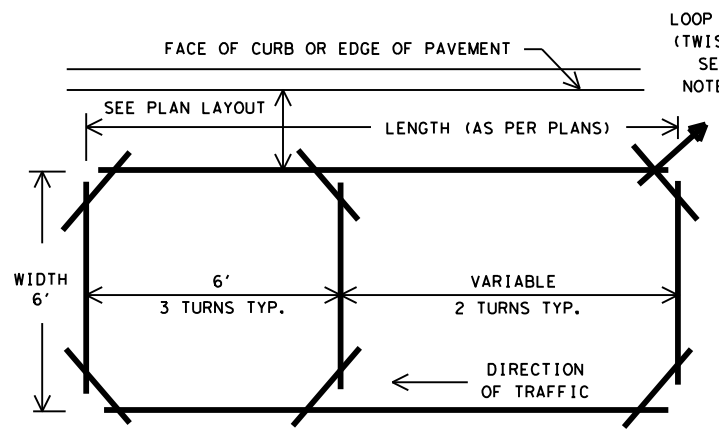 LOOP
(TWIS
SE
NOTE
FACE OF CURB OR EDGE OF PAVEMENT
SEE PLAN LAYOUT
LENGTH (AS PER PLANS)
WIDTH
6'
6'
3 TURNS TYP.
VARIABLE
2 TURNS TYP.
DIRECTION
OF TRAFFIC